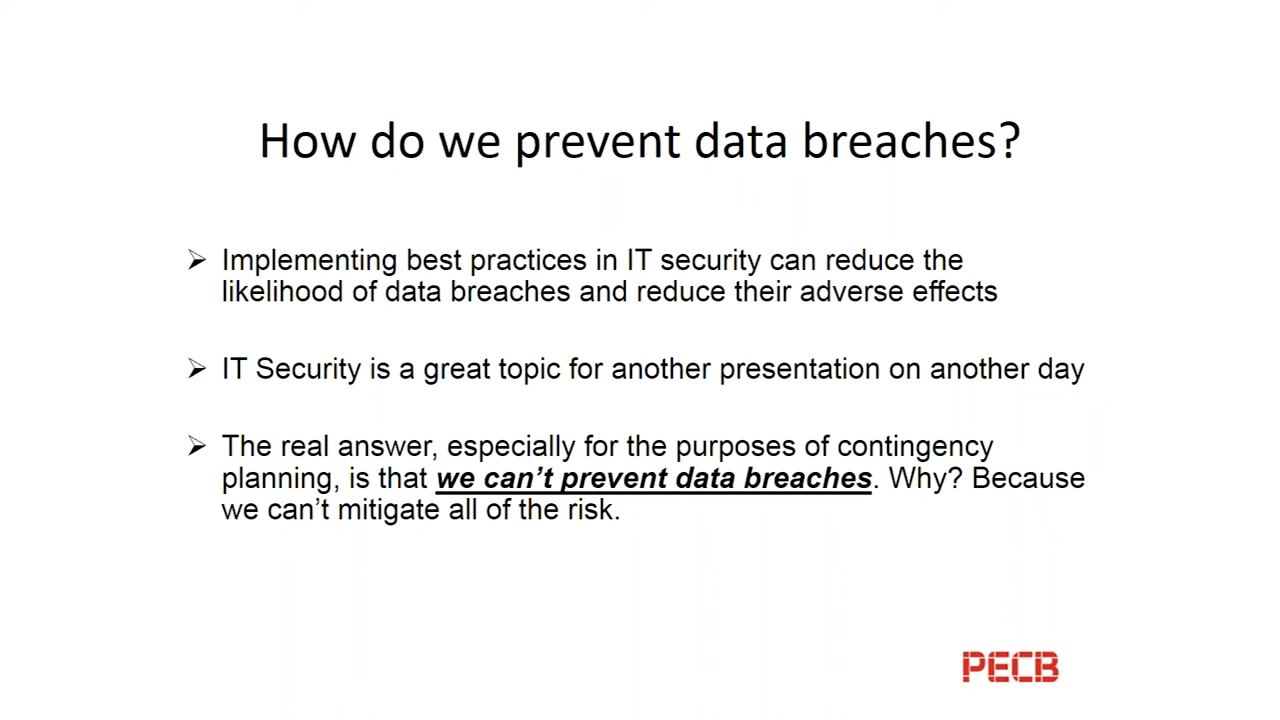 How do we prevent data breaches?
Implementing best practices in IT security can reduce the
likelihood of data breaches and reduce their adverse effects
IT Security is a great topic for another presentation on another day
The real answer, especially for the purposes of contingency
planning, is that we can’t prevent data breaches. Why? Because
we can’t mitigate all of the risk.
PECB